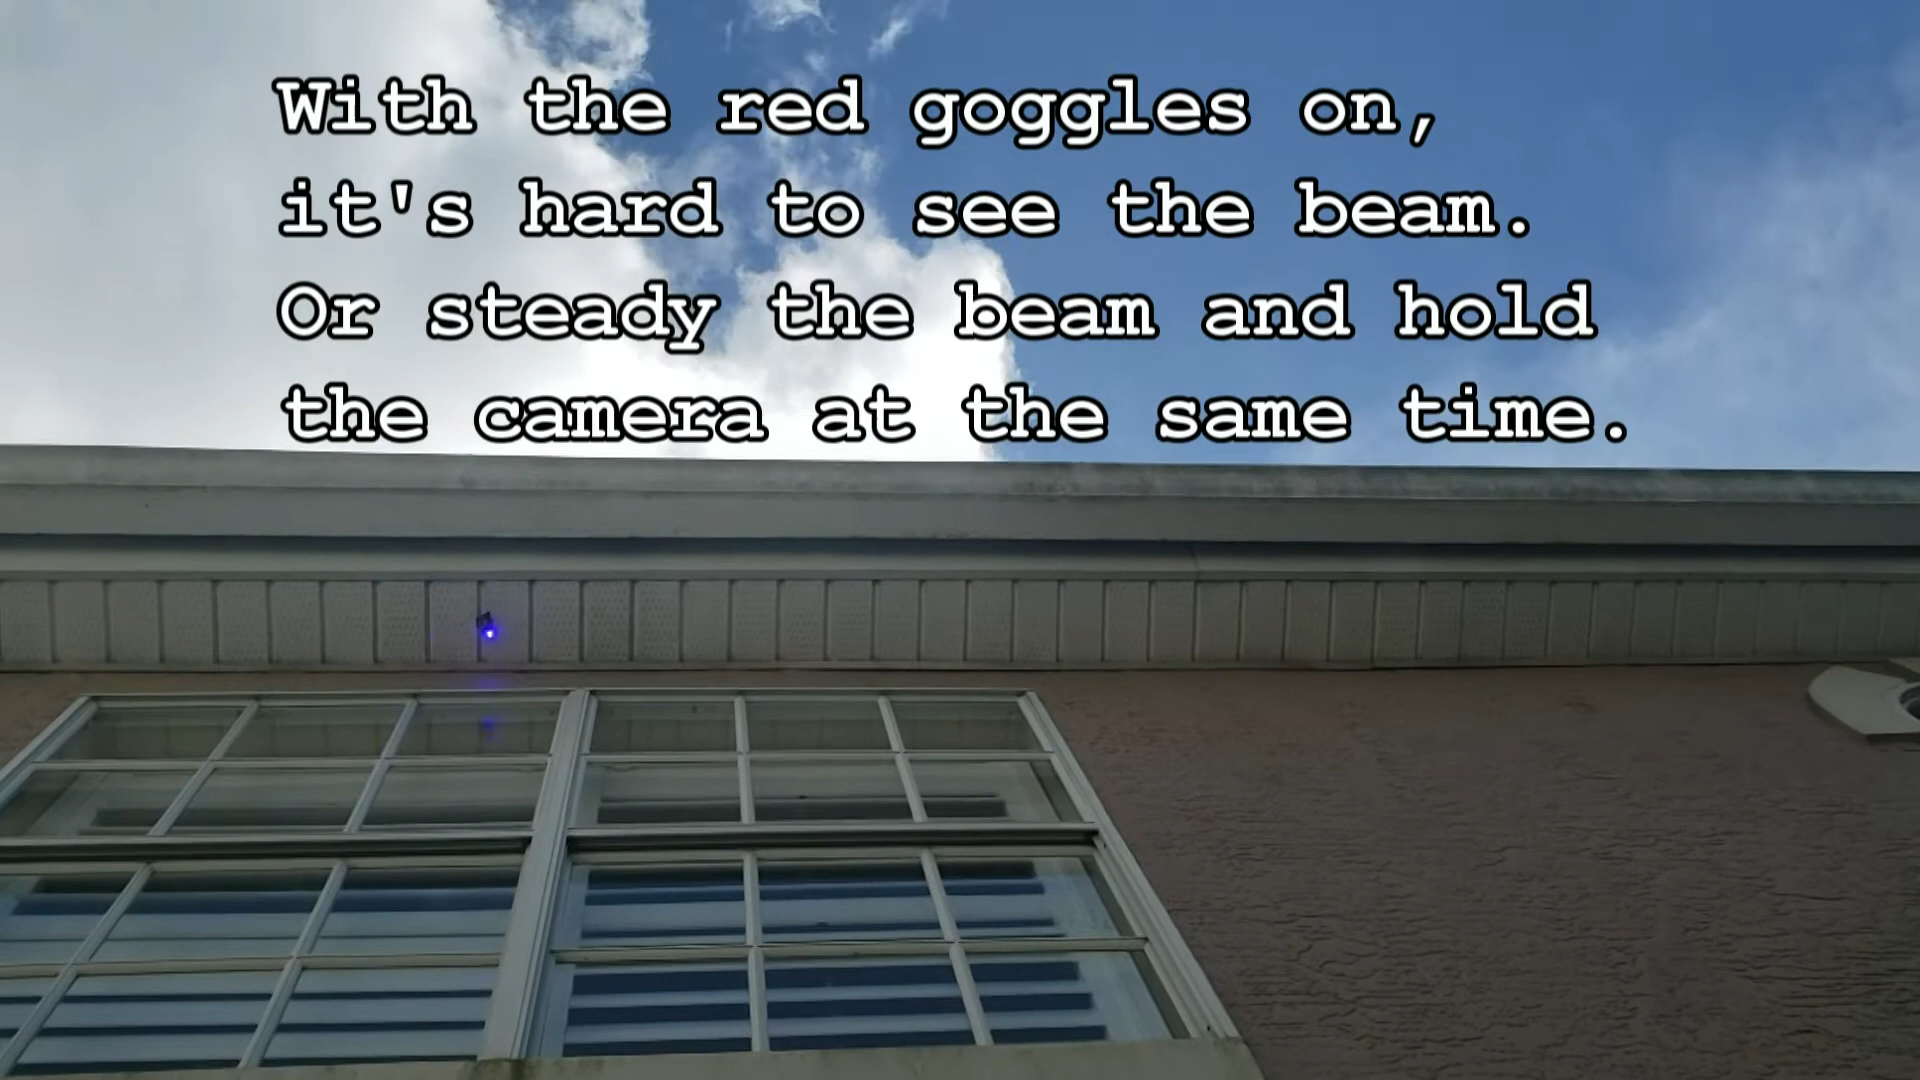 With the red goggles on,
it's hard to see the beam.
Or steady the beam and hold
the camera at the same time.